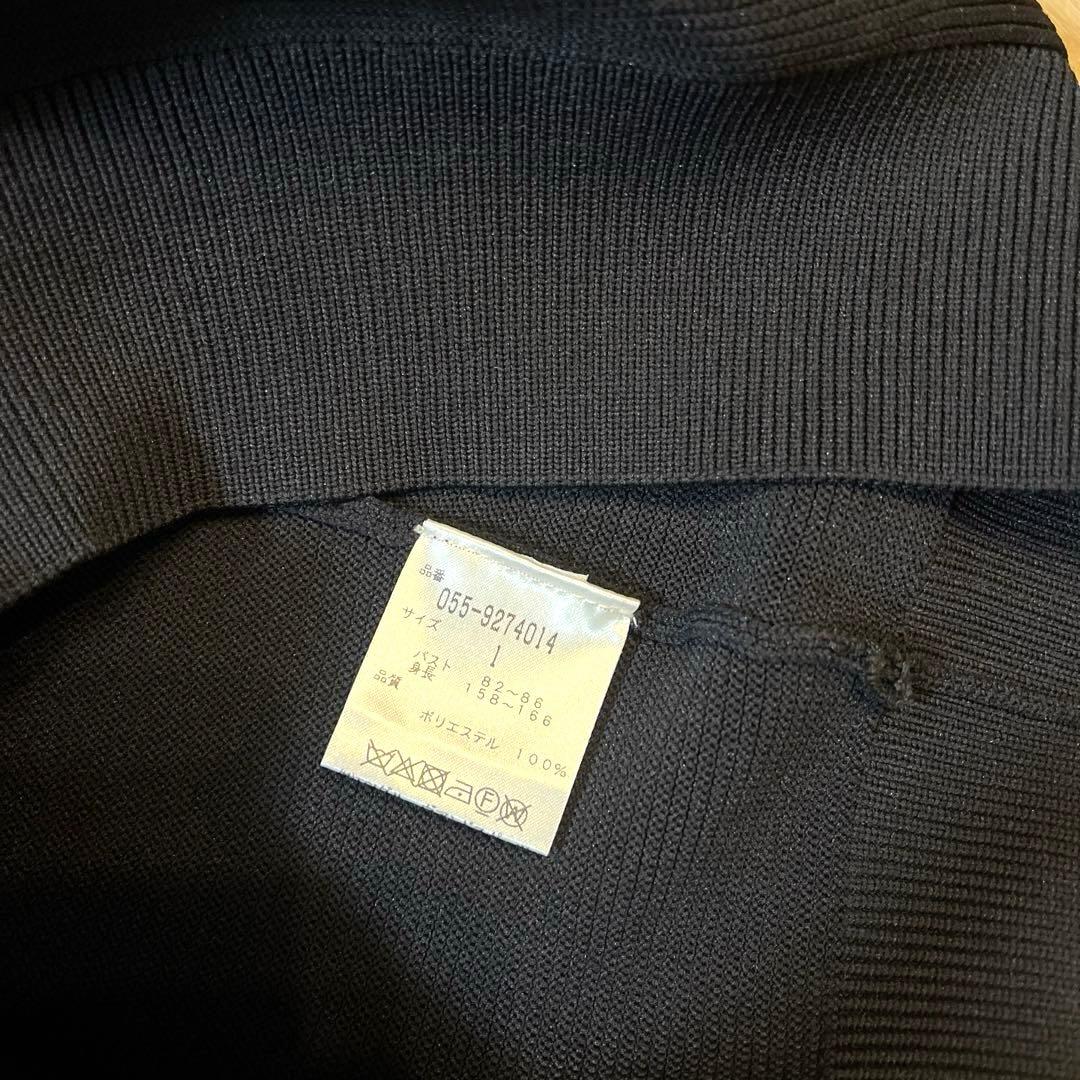 品番
055-9274014
サイズ
1
バスト 82~86
身長 158~166
品質
ポリエステル 100%
F
W